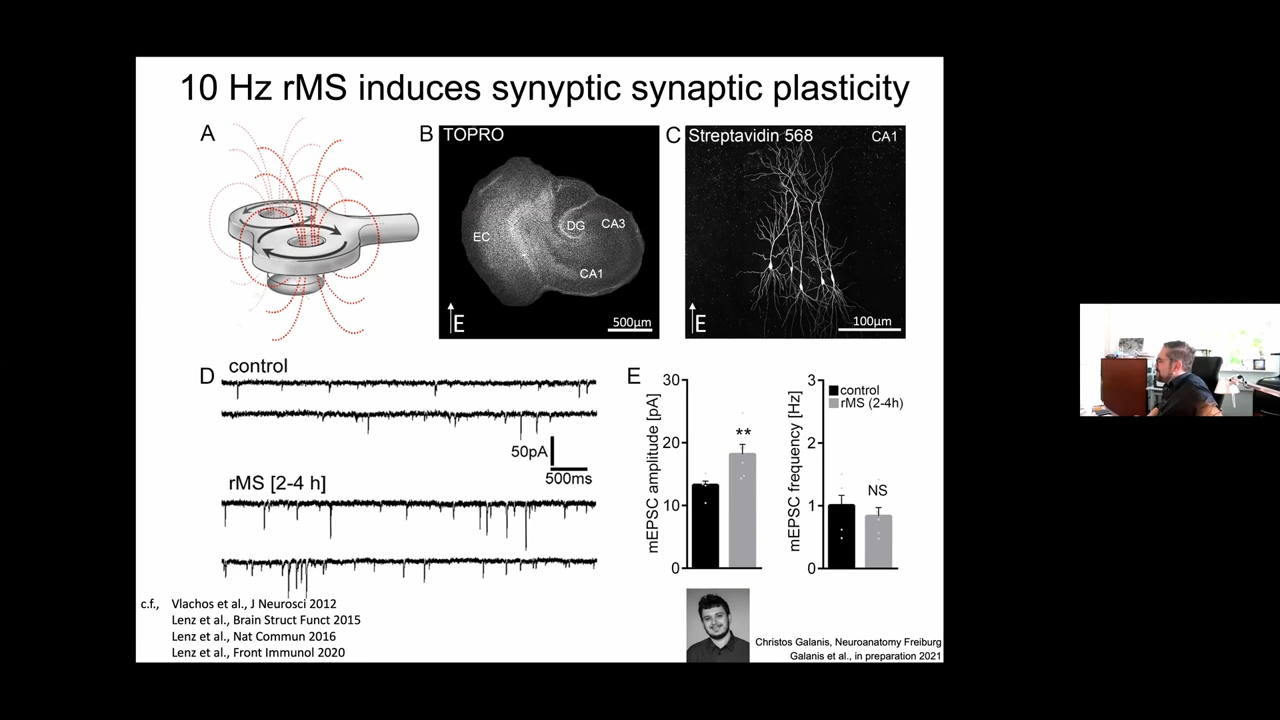 10 Hz rMS induces synyptic synaptic plasticity
A
B
TOPRO
EC
DG
CA3
CA1
E
500µm
C
Streptavidin 568
CA1
E
100µm
D
control
50pA
500ms
rMS [2-4 h]
E
mEPSC amplitude [pA]
30
20
10
0
**
mEPSC frequency [Hz]
3
2
1
0
control
rMS (2-4h)
NS
c.f., Vlachos et al., J Neurosci 2012
Lenz et al., Brain Struct Funct 2015
Lenz et al., Nat Commun 2016
Lenz et al., Front Immunol 2020
Christos Galanis, Neuroanatomy Freiburg
Galanis et al., in preparation 2021